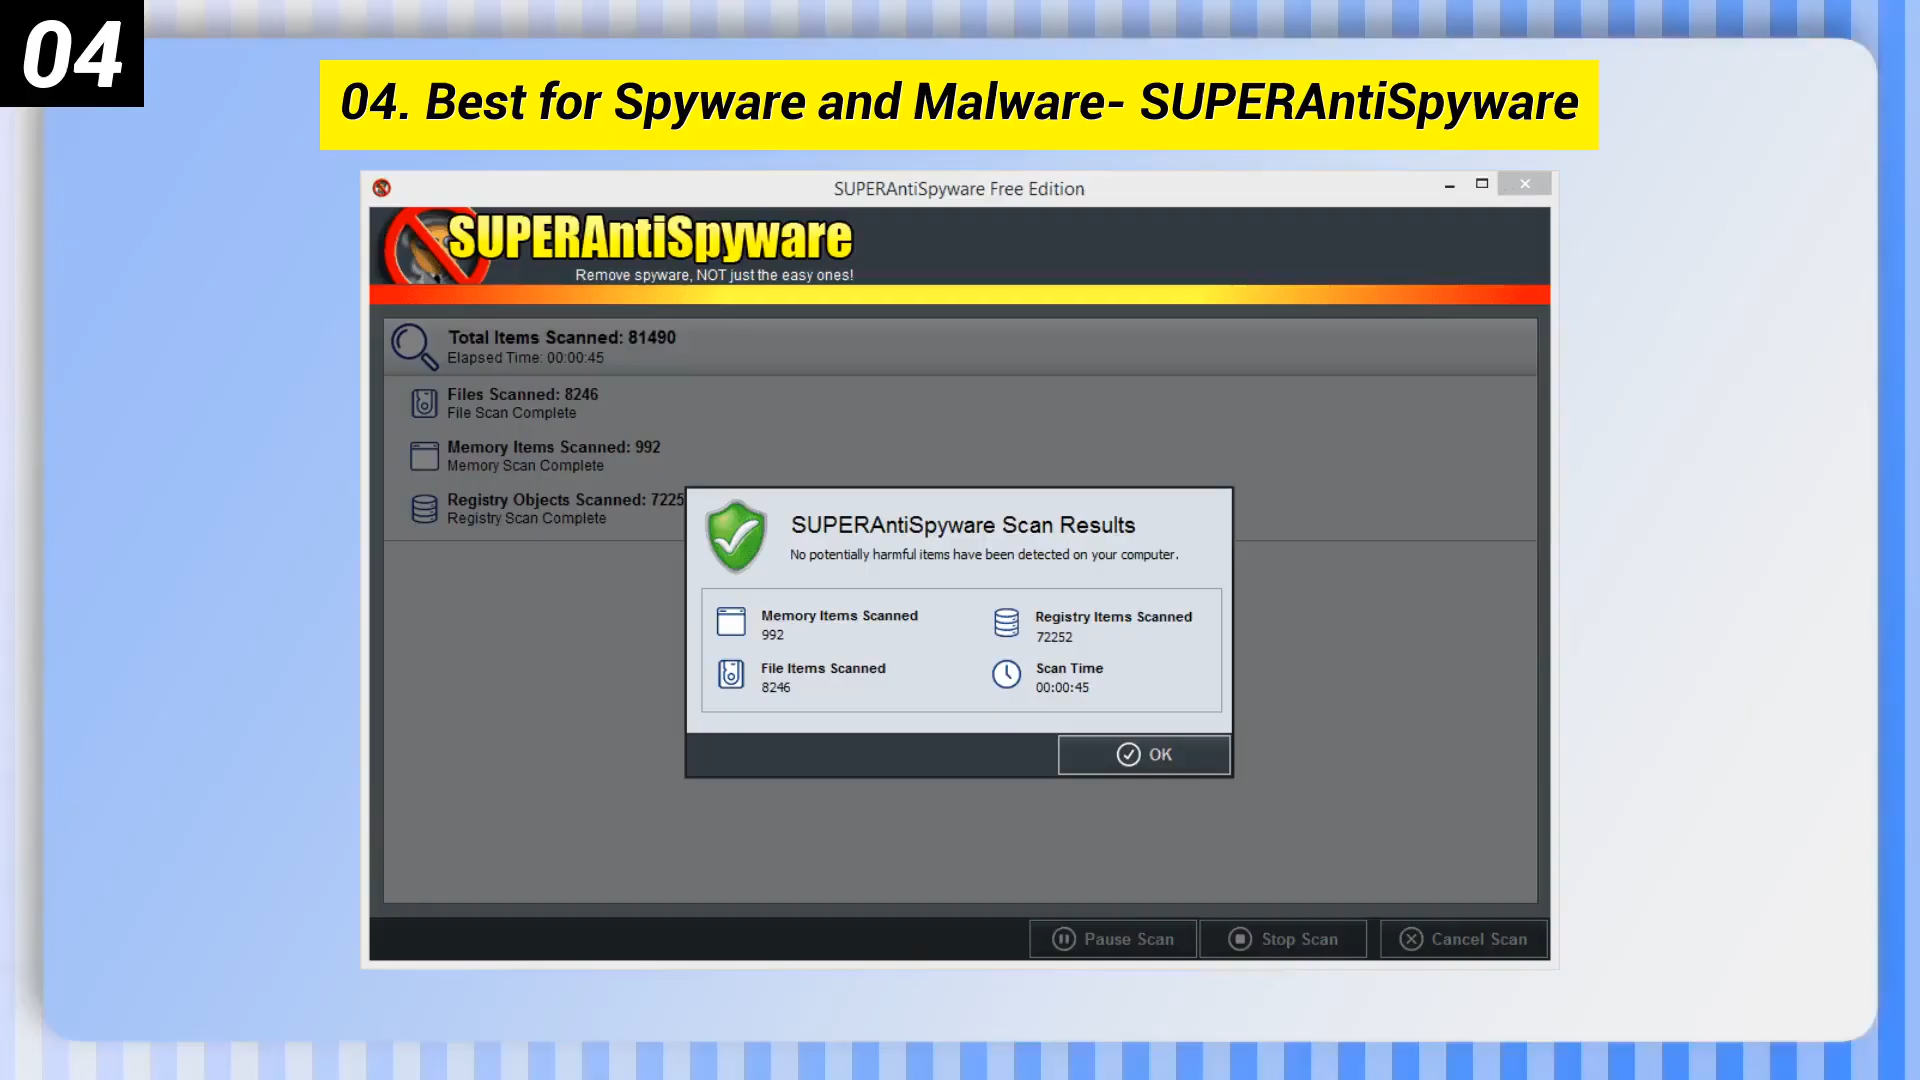 04
04. Best for Spyware and Malware- SUPERAntiSpyware
SUPERAntiSpyware Free Edition
SUPERAntiSpyware
Remove spyware, NOT just the easy ones!
Total Items Scanned: 81490
Elapsed Time: 00:00:45
Files Scanned: 8246
File Scan Complete
Memory Items Scanned: 992
Memory Scan Complete
Registry Objects Scanned: 7225
Registry Scan Complete
SUPERAntiSpyware Scan Results
No potentially harmful items have been detected on your computer.
Memory Items Scanned
992
Registry Items Scanned
72252
File Items Scanned
8246
Scan Time
00:00:45
OK
Pause Scan
Stop Scan
Cancel Scan